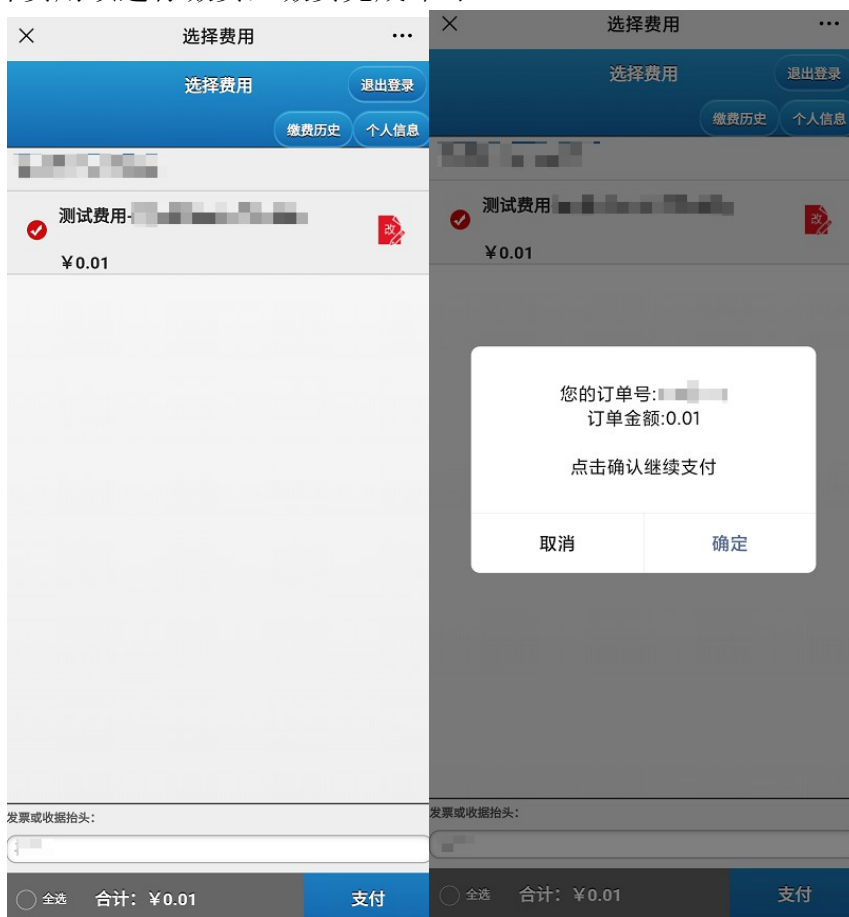 选择费用
选择费用
退出登录
缴费历史
个人信息
测试费用-
改
￥0.01
发票或收据抬头:
全选
合计: ￥0.01
支付
选择费用
选择费用
退出登录
缴费历史
个人信息
测试费用
改
￥0.01
您的订单号:
订单金额:0.01
点击确认继续支付
取消
确定
发票或收据抬头:
全选
合计: ￥0.01
支付